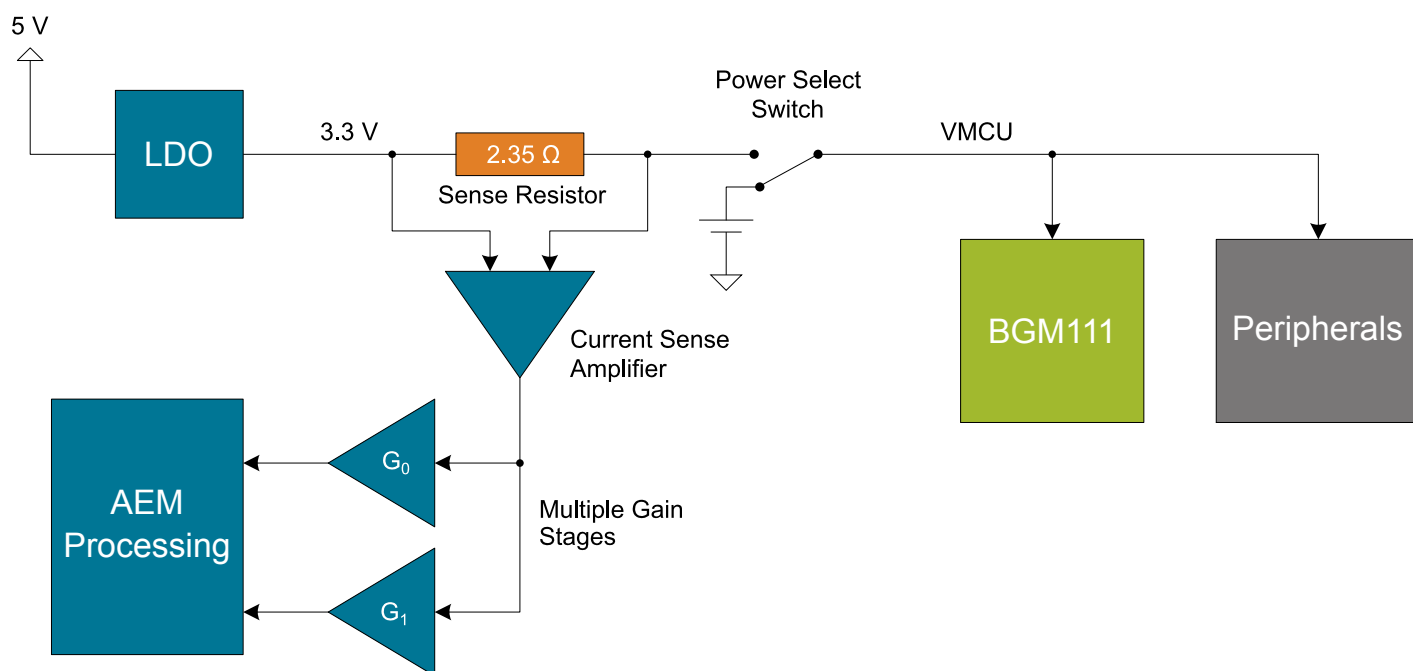 5 V
Power Select
Switch
3.3 V
VMCU
LDO
2.35 Ω
Sense Resistor
BGM111
Peripherals
Current Sense
Amplifier
AEM
Processing
G₀
Multiple Gain
Stages
G₁